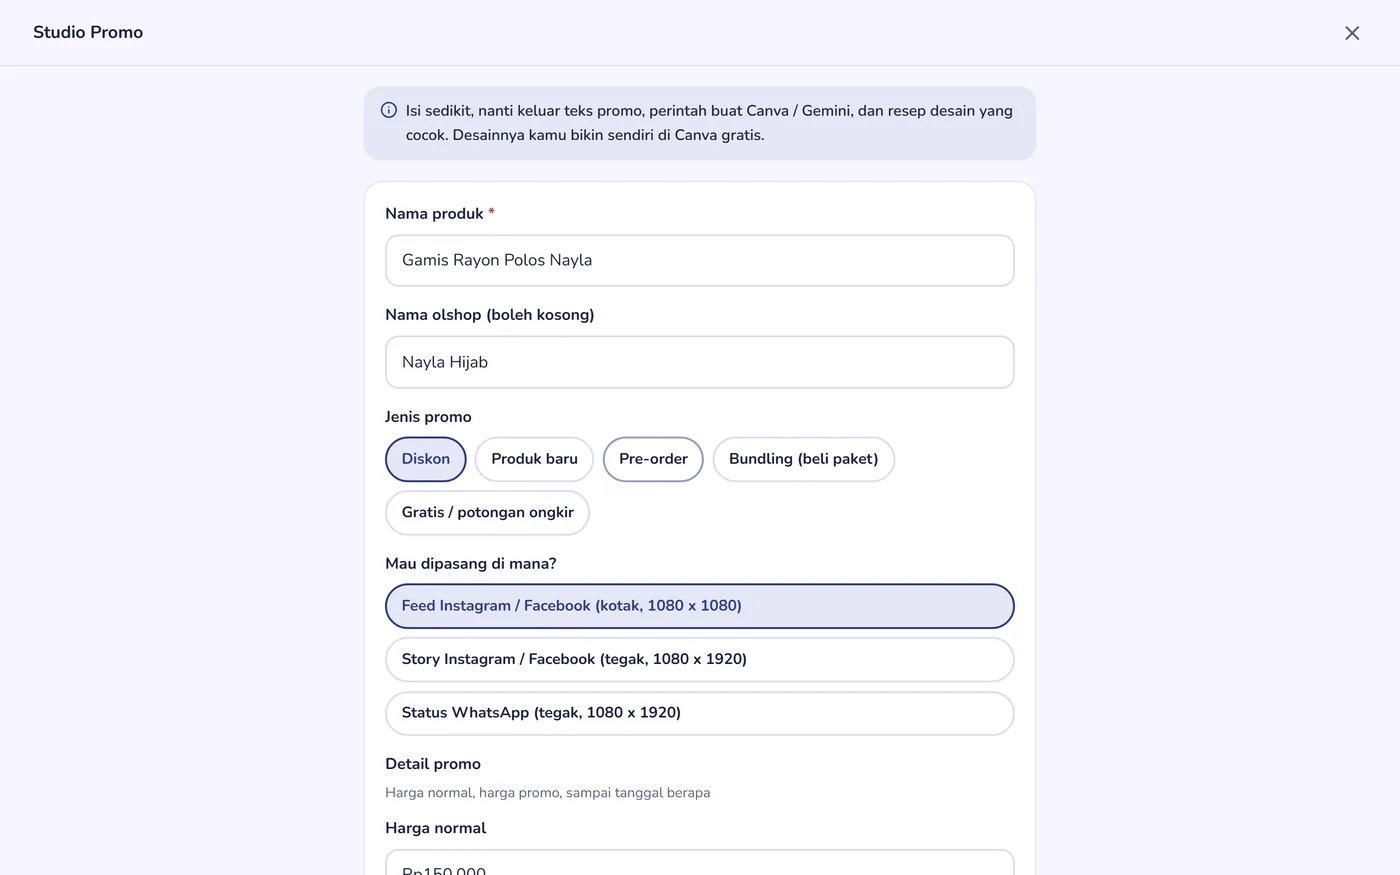 Studio Promo
Isi sedikit, nanti keluar teks promo, perintah buat Canva / Gemini, dan resep desain yang
cocok. Desainnya kamu bikin sendiri di Canva gratis.
Nama produk *
Gamis Rayon Polos Nayla
Nama olshop (boleh kosong)
Nayla Hijab
Jenis promo
Diskon
Produk baru
Pre-order
Bundling (beli paket)
Gratis / potongan ongkir
Mau dipasang di mana?
Feed Instagram / Facebook (kotak, 1080 x 1080)
Story Instagram / Facebook (tegak, 1080 x 1920)
Status WhatsApp (tegak, 1080 x 1920)
Detail promo
Harga normal, harga promo, sampai tanggal berapa
Harga normal
Rp150.000